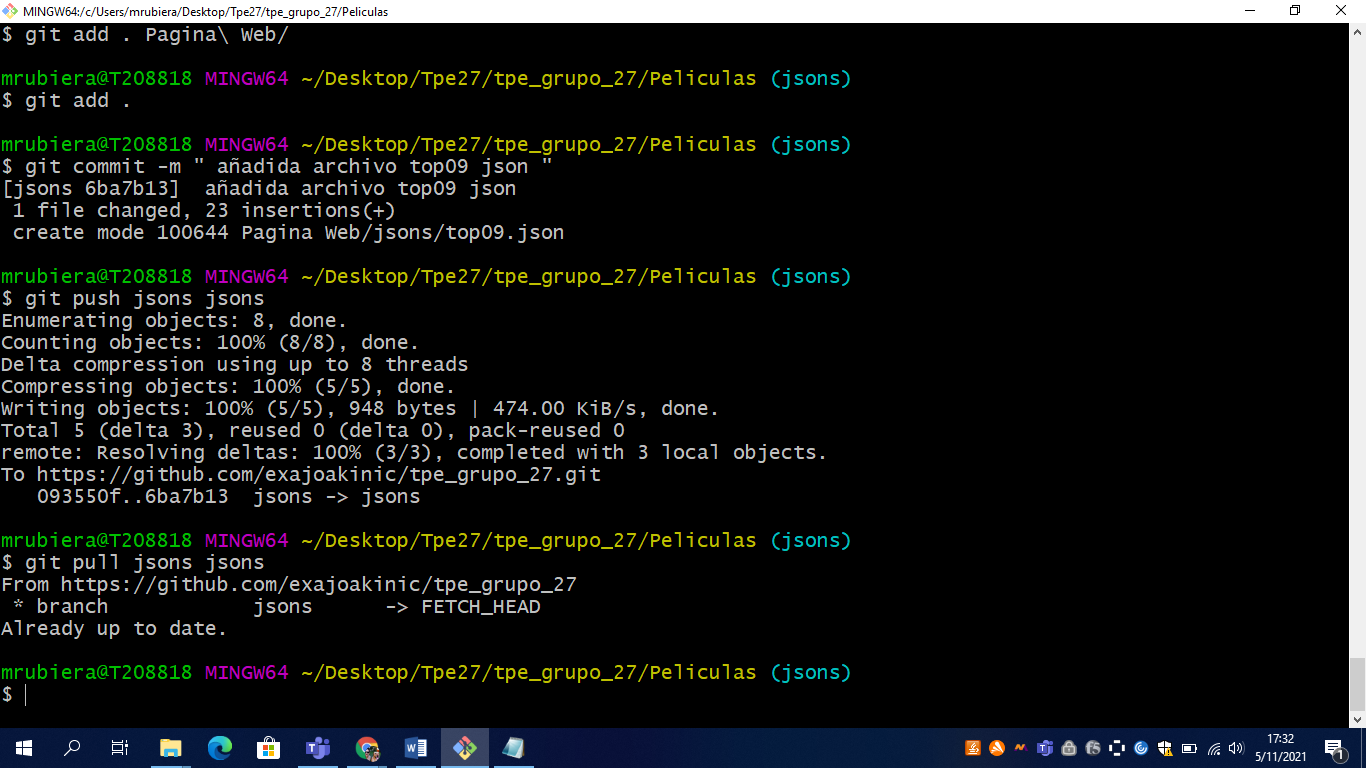 MINGW64:/c/Users/mrubiera/Desktop/Tpe27/tpe_grupo_27/Peliculas
$ git add . Pagina\ Web/
mrubiera@T208818 MINGW64 ~/Desktop/Tpe27/tpe_grupo_27/Peliculas (jsons)
$ git add .
mrubiera@T208818 MINGW64 ~/Desktop/Tpe27/tpe_grupo_27/Peliculas (jsons)
$ git commit -m " añadida archivo top09 json "
[jsons 6ba7b13]  añadida archivo top09 json
 1 file changed, 23 insertions(+)
 create mode 100644 Pagina Web/jsons/top09.json
mrubiera@T208818 MINGW64 ~/Desktop/Tpe27/tpe_grupo_27/Peliculas (jsons)
$ git push jsons jsons
Enumerating objects: 8, done.
Counting objects: 100% (8/8), done.
Delta compression using up to 8 threads
Compressing objects: 100% (5/5), done.
Writing objects: 100% (5/5), 948 bytes | 474.00 KiB/s, done.
Total 5 (delta 3), reused 0 (delta 0), pack-reused 0
remote: Resolving deltas: 100% (3/3), completed with 3 local objects.
To https://github.com/exajoakinic/tpe_grupo_27.git
   093550f..6ba7b13  jsons -> jsons
mrubiera@T208818 MINGW64 ~/Desktop/Tpe27/tpe_grupo_27/Peliculas (jsons)
$ git pull jsons jsons
From https://github.com/exajoakinic/tpe_grupo_27
 * branch            jsons      -> FETCH_HEAD
Already up to date.
mrubiera@T208818 MINGW64 ~/Desktop/Tpe27/tpe_grupo_27/Peliculas (jsons)
$
17:32
5/11/2021
1